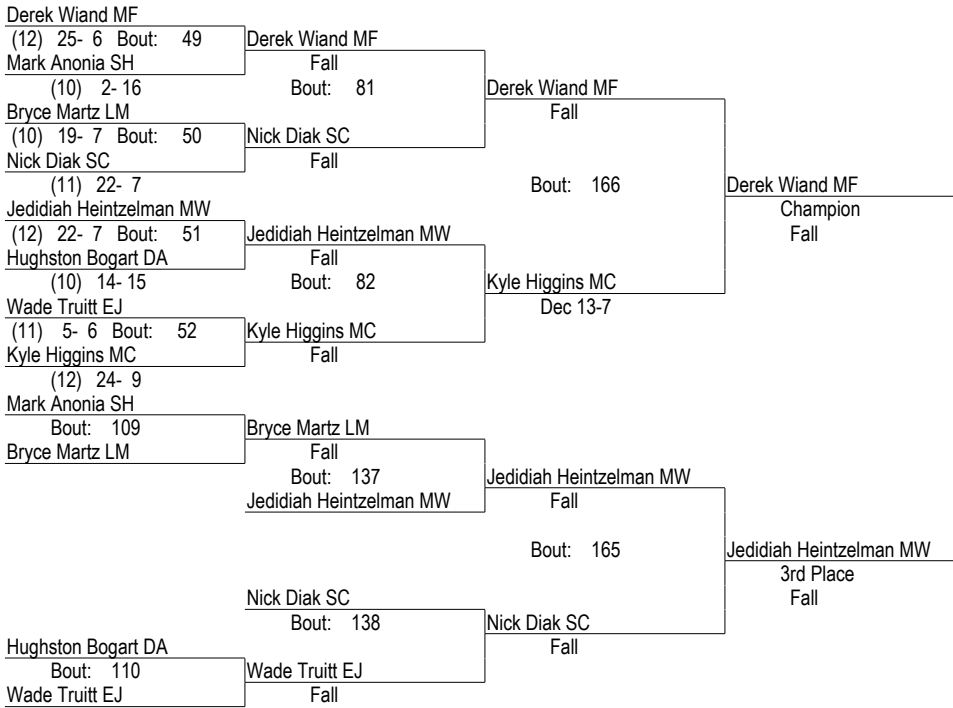 Derek Wiand MF
(12) 25- 6 Bout: 49 Derek Wiand MF
Mark Anonia SH Fall
(10) 2- 16 Bout: 81 Derek Wiand MF
Bryce Martz LM Fall
(10) 19- 7 Bout: 50 Nick Diak SC
Nick Diak SC Fall
(11) 22- 7 Bout: 166 Derek Wiand MF
Jedidiah Heintzelman MW Champion
(12) 22- 7 Bout: 51 Jedidiah Heintzelman MW Fall
Hughston Bogart DA Fall
(10) 14- 15 Bout: 82 Kyle Higgins MC
Wade Truitt EJ Dec 13-7
(11) 5- 6 Bout: 52 Kyle Higgins MC
Kyle Higgins MC Fall
(12) 24- 9
Mark Anonia SH
Bout: 109 Bryce Martz LM
Bryce Martz LM Fall
Bout: 137 Jedidiah Heintzelman MW
Jedidiah Heintzelman MW Fall
Bout: 165 Jedidiah Heintzelman MW
3rd Place
Nick Diak SC Fall
Bout: 138 Nick Diak SC
Hughston Bogart DA Fall
Bout: 110 Wade Truitt EJ
Wade Truitt EJ Fall